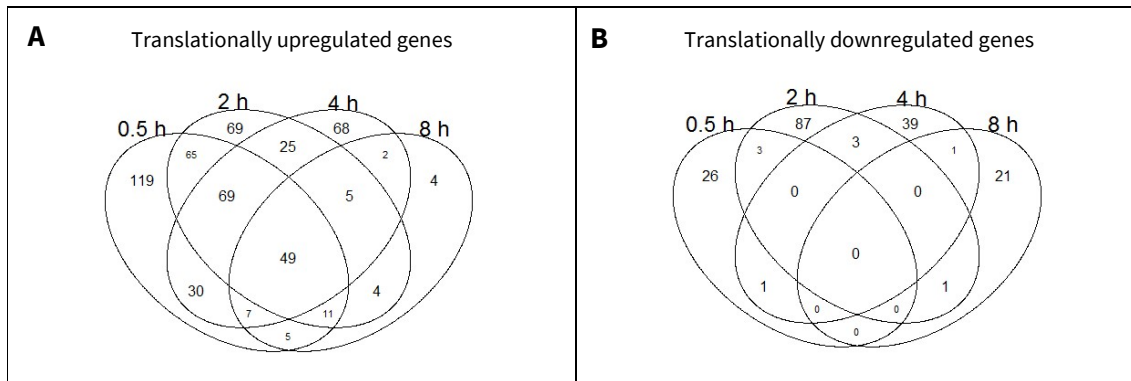 A Translationally upregulated genes
2 h 4 h
0.5 h 8 h
69 68
65 25 2
119 69 5 4
49
30 4
7 11
5
B Translationally downregulated genes
2 h 4 h
0.5 h 8 h
87 39
3 3 1
26 0 0 21
0
1 1
0 0
0